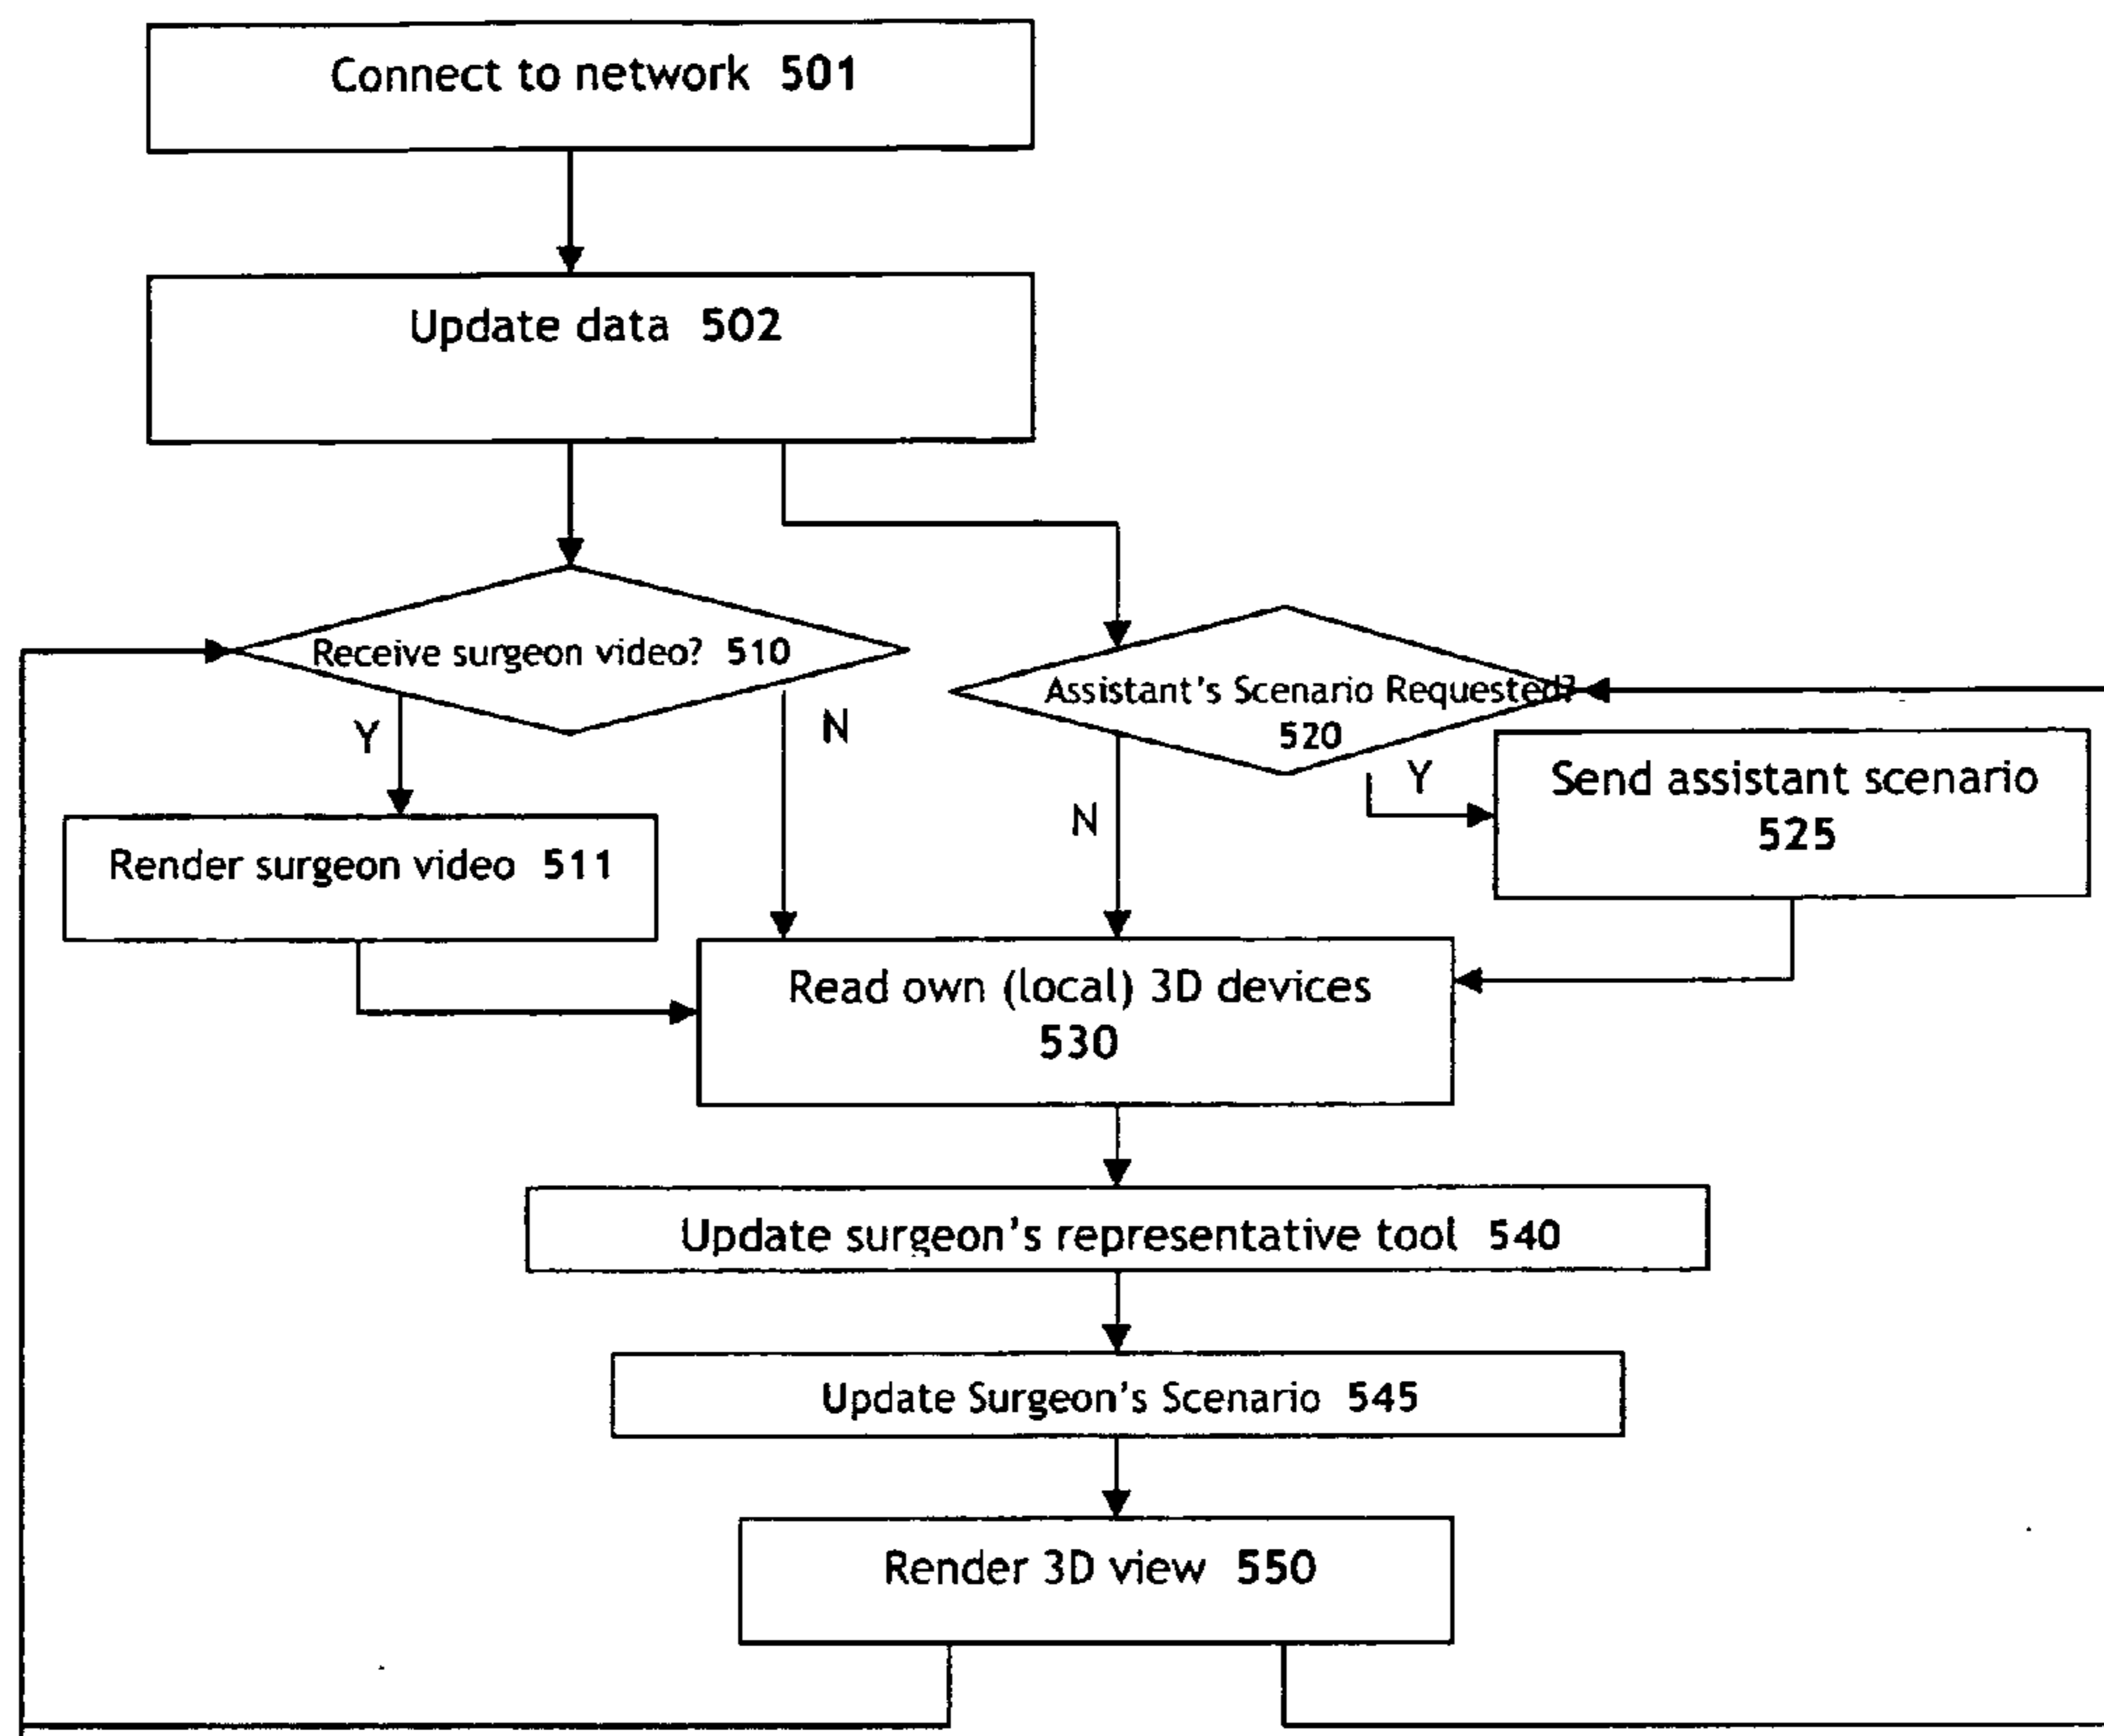 Connect to network 501
Update data 502
Receive surgeon video? 510
Assistant's Scenario Requested?
520
Y
N
N
Y
Send assistant scenario
525
Render surgeon video 511
Read own (local) 3D devices
530
Update surgeon's representative tool 540
Update Surgeon's Scenario 545
Render 3D view 550